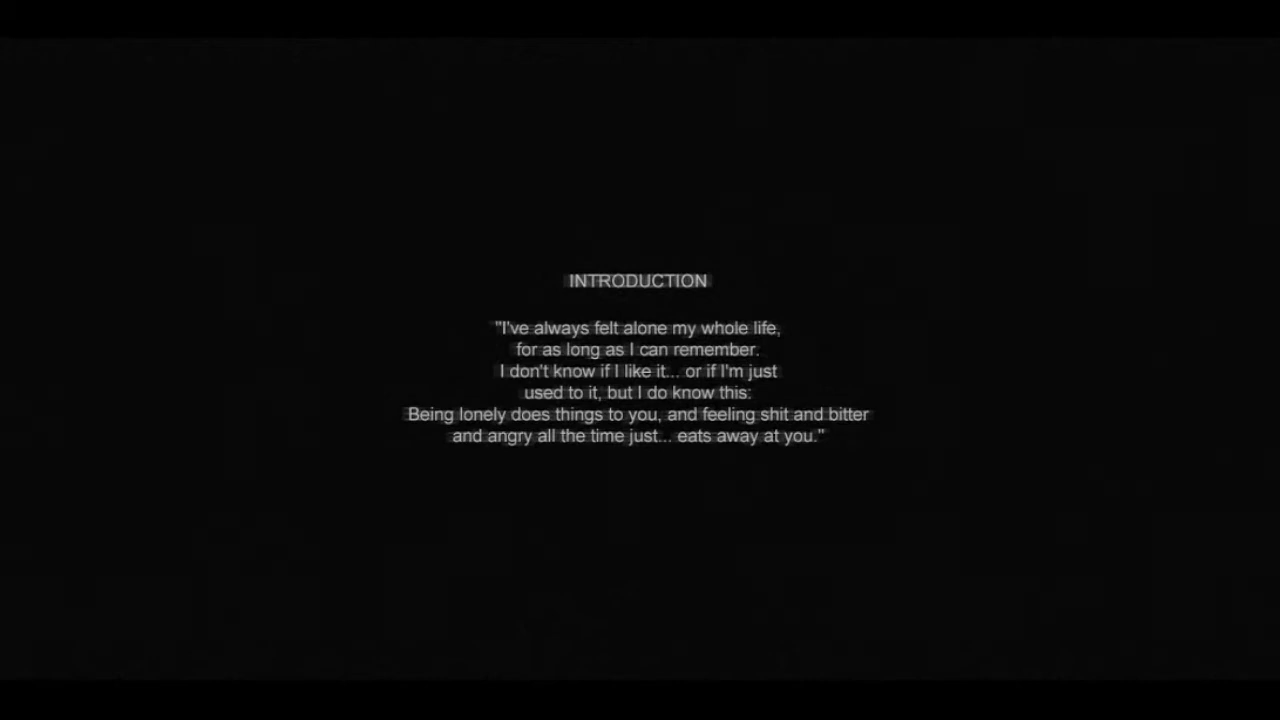 INTRODUCTION
"I've always felt alone my whole life,
for as long as I can remember.
I don't know if I like it... or if I'm just
used to it, but I do know this:
Being lonely does things to you, and feeling shit and bitter
and angry all the time just... eats away at you."